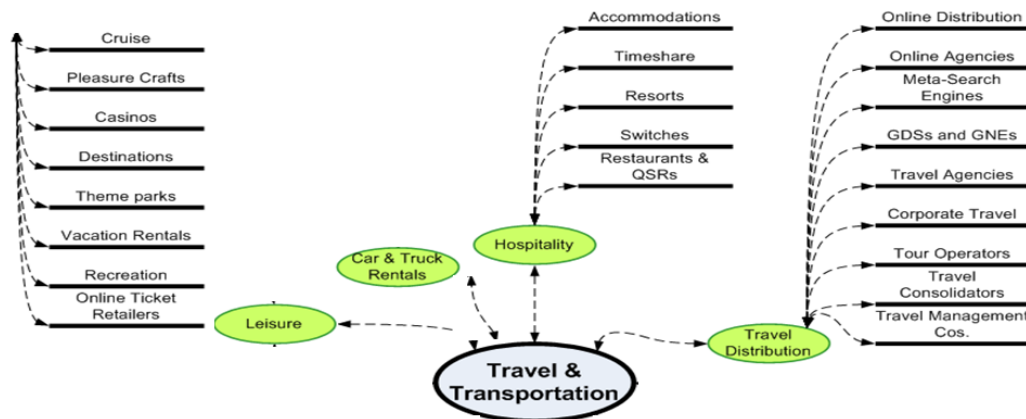 Cruise
Pleasure Crafts
Casinos
Destinations
Theme parks
Vacation Rentals
Recreation
Online Ticket
Retailers
Leisure
Car & Truck
Rentals
Accommodations
Timeshare
Resorts
Switches
Restaurants &
QSRs
Hospitality
Travel &
Transportation
Online Distribution
Online Agencies
Meta-Search
Engines
GDSs and GNEs
Travel Agencies
Corporate Travel
Tour Operators
Travel
Consolidators
Travel Management
Cos.
Travel
Distribution